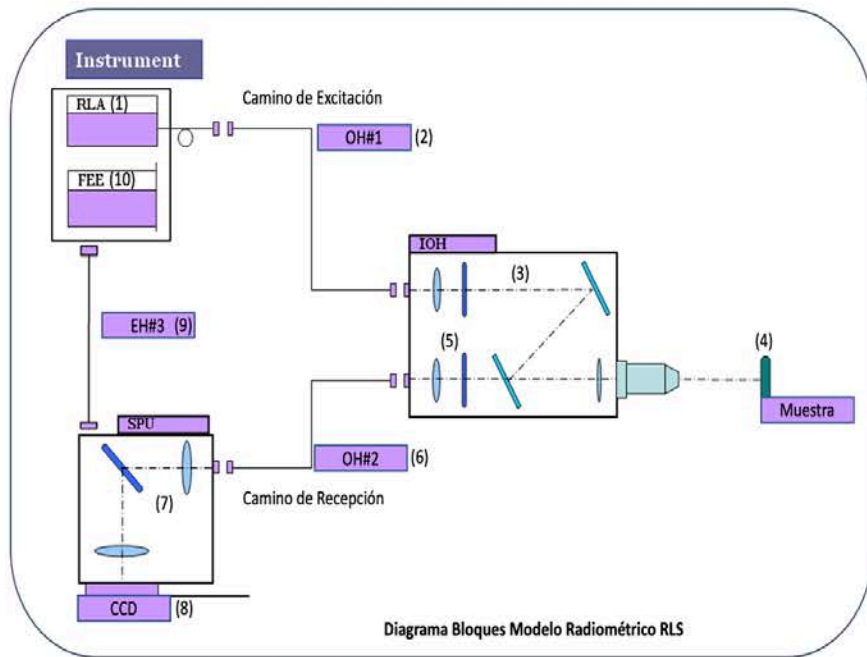 Instrument
RLA (1)
Camino de Excitación
OH#1 (2)
FEE (10)
IOH
(3)
EH#3 (9)
(5)
(4)
Muestra
SPU
OH#2 (6)
(7)
Camino de Recepción
CCD (8)
Diagrama Bloques Modelo Radiométrico RLS